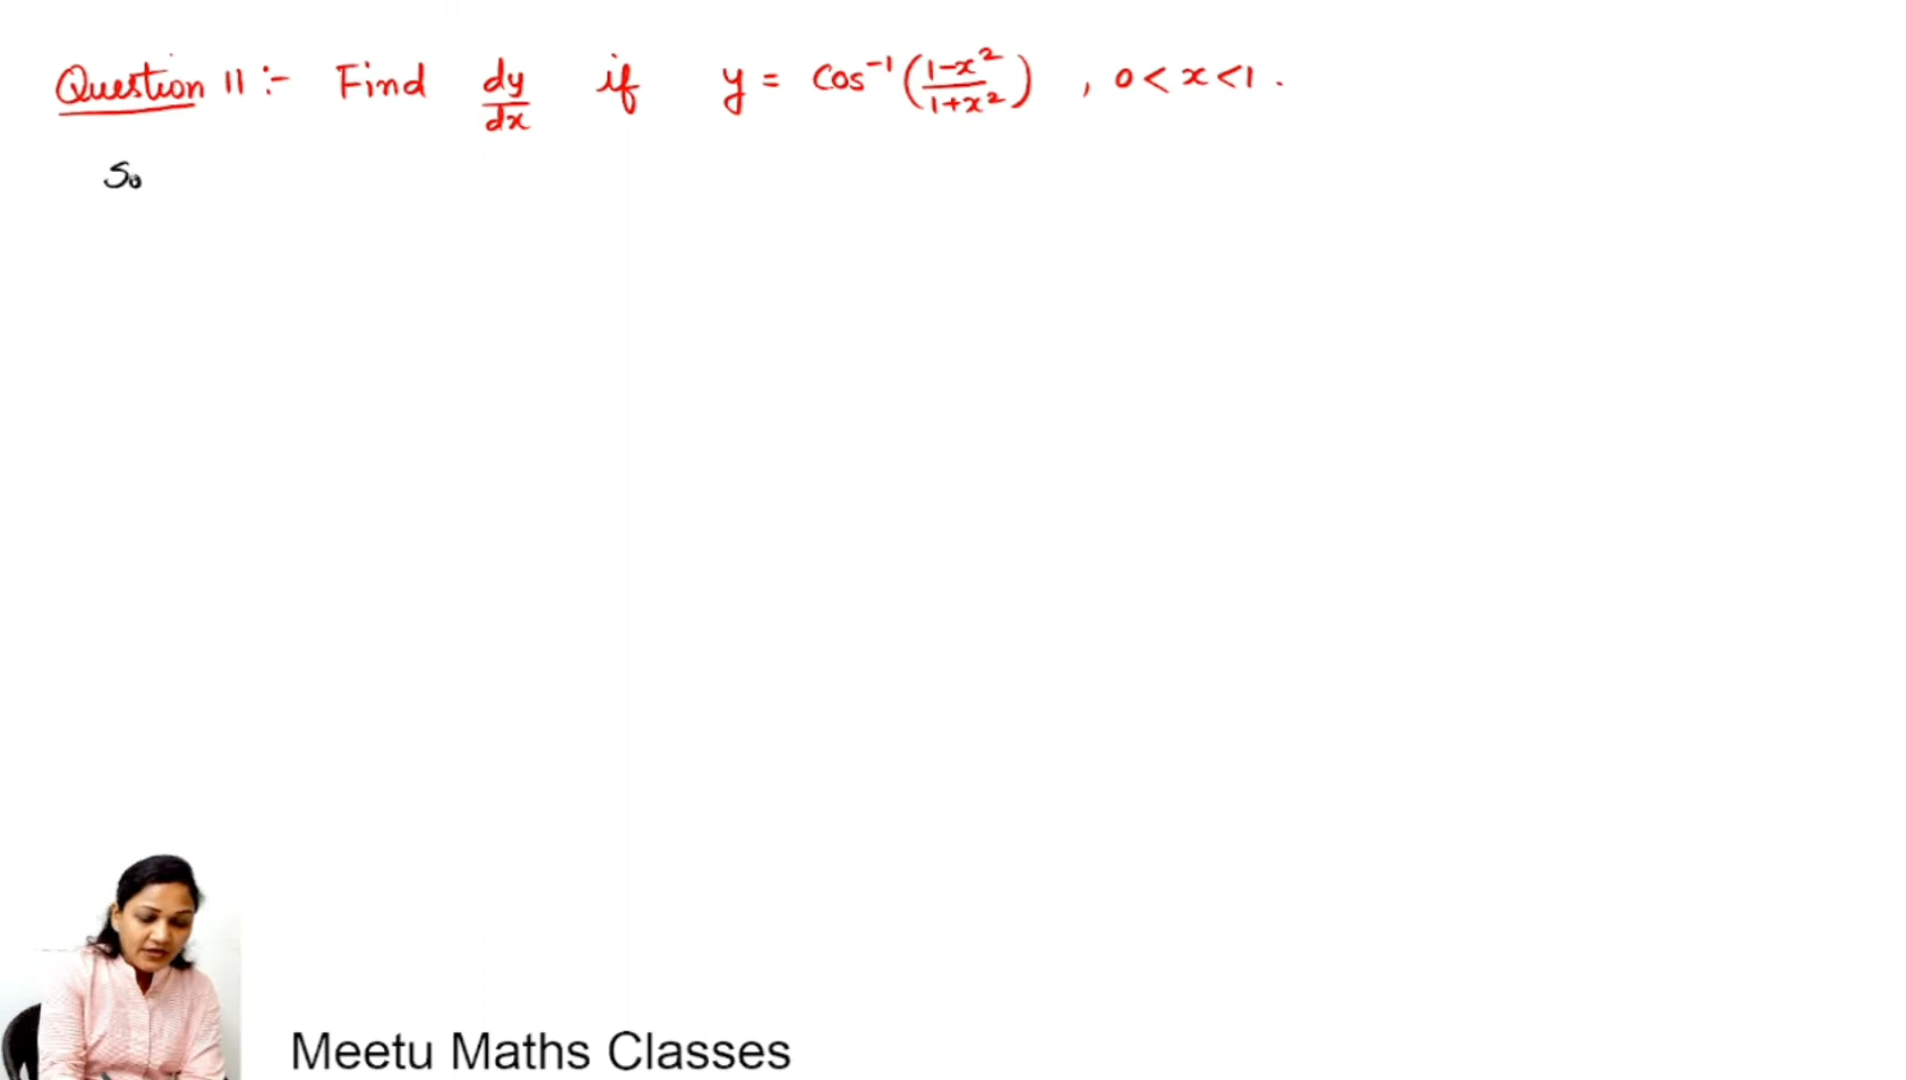 Question 11 :- Find dy/dx if y = cos⁻¹ (1-x²/1+x²) , 0 < x < 1 .
So
Meetu Maths Classes